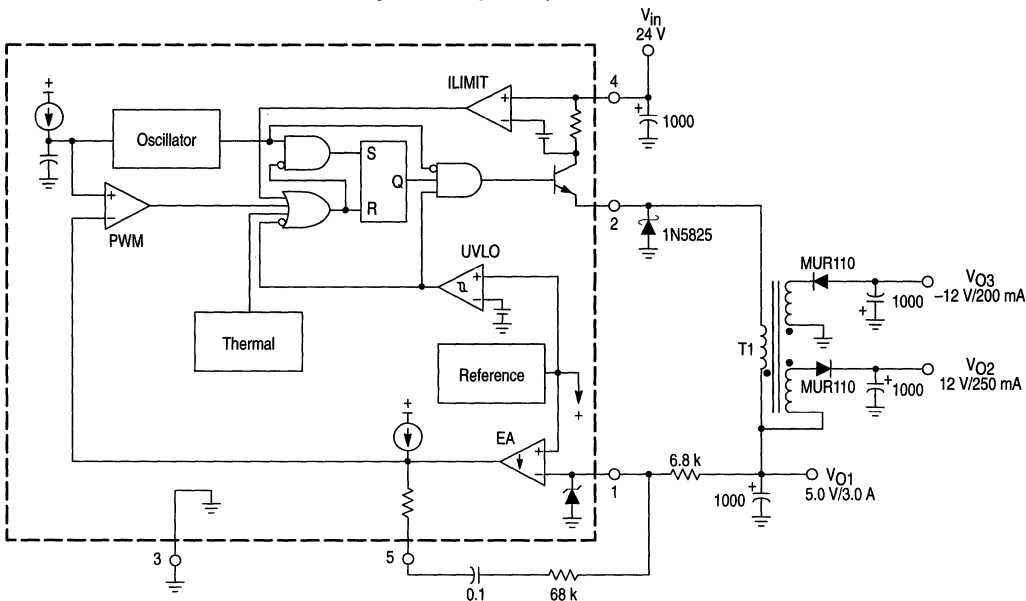 Vin
24 V
ILIMIT
4
+
+
−
+
1000
Oscillator
S
Q
R
+
−
PWM
2
1N5825
UVLO
+
−
MUR110
VO3
−12 V/200 mA
1000
+
Thermal
T1
Reference
+
MUR110
VO2
12 V/250 mA
+
1000
+
EA
+
−
1
6.8 k
VO1
5.0 V/3.0 A
+
1000
3
5
0.1
68 k